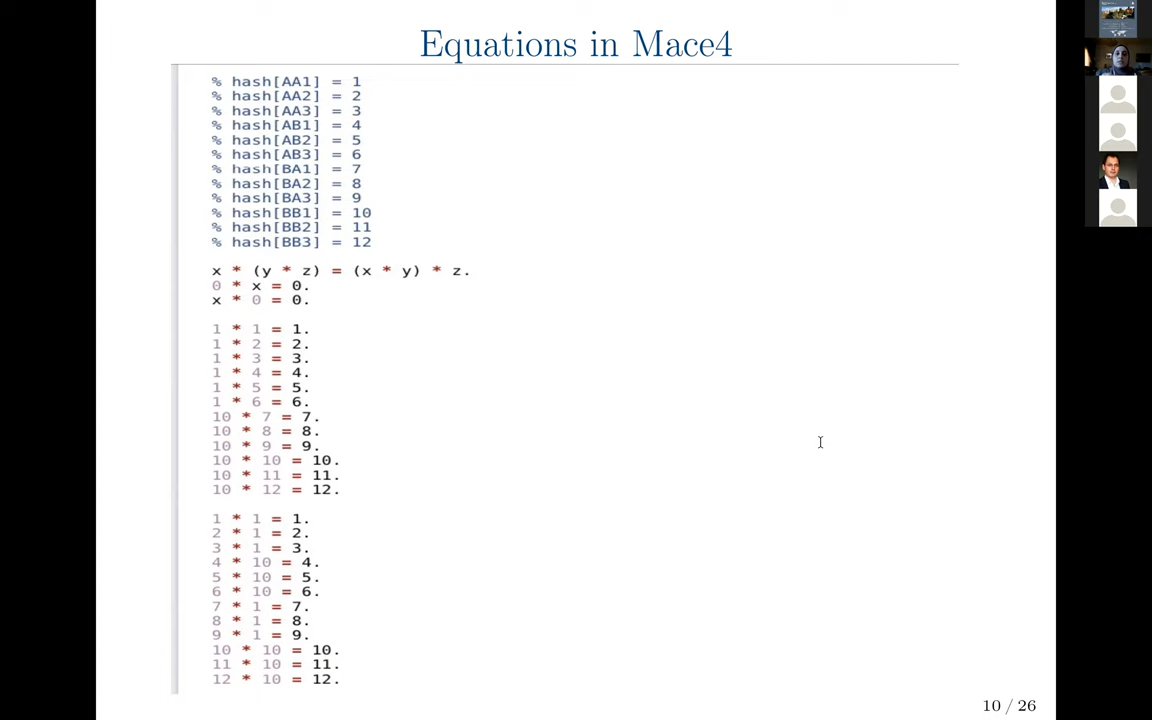 Equations in Mace4
% hash[AA1] = 1
% hash[AA2] = 2
% hash[AA3] = 3
% hash[AB1] = 4
% hash[AB2] = 5
% hash[AB3] = 6
% hash[BA1] = 7
% hash[BA2] = 8
% hash[BA3] = 9
% hash[BB1] = 10
% hash[BB2] = 11
% hash[BB3] = 12
x * (y * z) = (x * y) * z.
0 * x = 0.
x * 0 = 0.
1 * 1 = 1.
1 * 2 = 2.
1 * 3 = 3.
1 * 4 = 4.
1 * 5 = 5.
1 * 6 = 6.
10 * 7 = 7.
10 * 8 = 8.
10 * 9 = 9.
10 * 10 = 10.
10 * 11 = 11.
10 * 12 = 12.
1 * 1 = 1.
2 * 1 = 2.
3 * 1 = 3.
4 * 10 = 4.
5 * 10 = 5.
6 * 10 = 6.
7 * 1 = 7.
8 * 1 = 8.
9 * 1 = 9.
10 * 10 = 10.
11 * 10 = 11.
12 * 10 = 12.
10 / 26